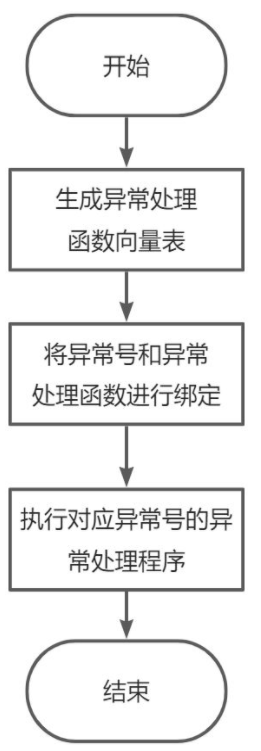 开始
生成异常处理
函数向量表
将异常号和异常
处理函数进行绑定
执行对应异常号的异
常处理程序
结束